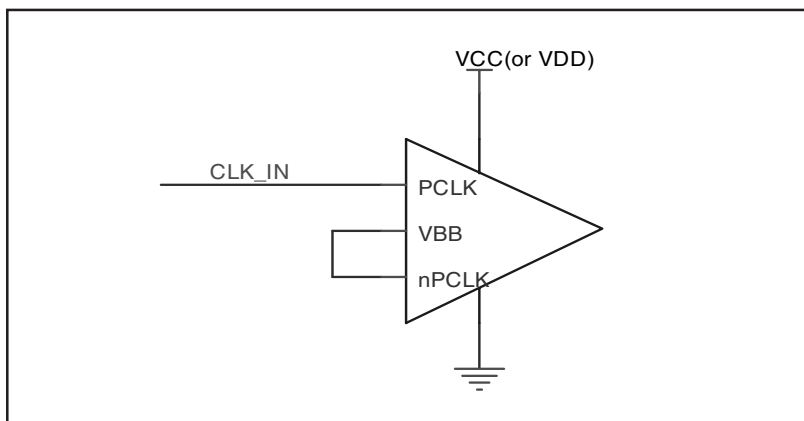 VCC(or VDD)
CLK_IN
PCLK
VBB
nPCLK